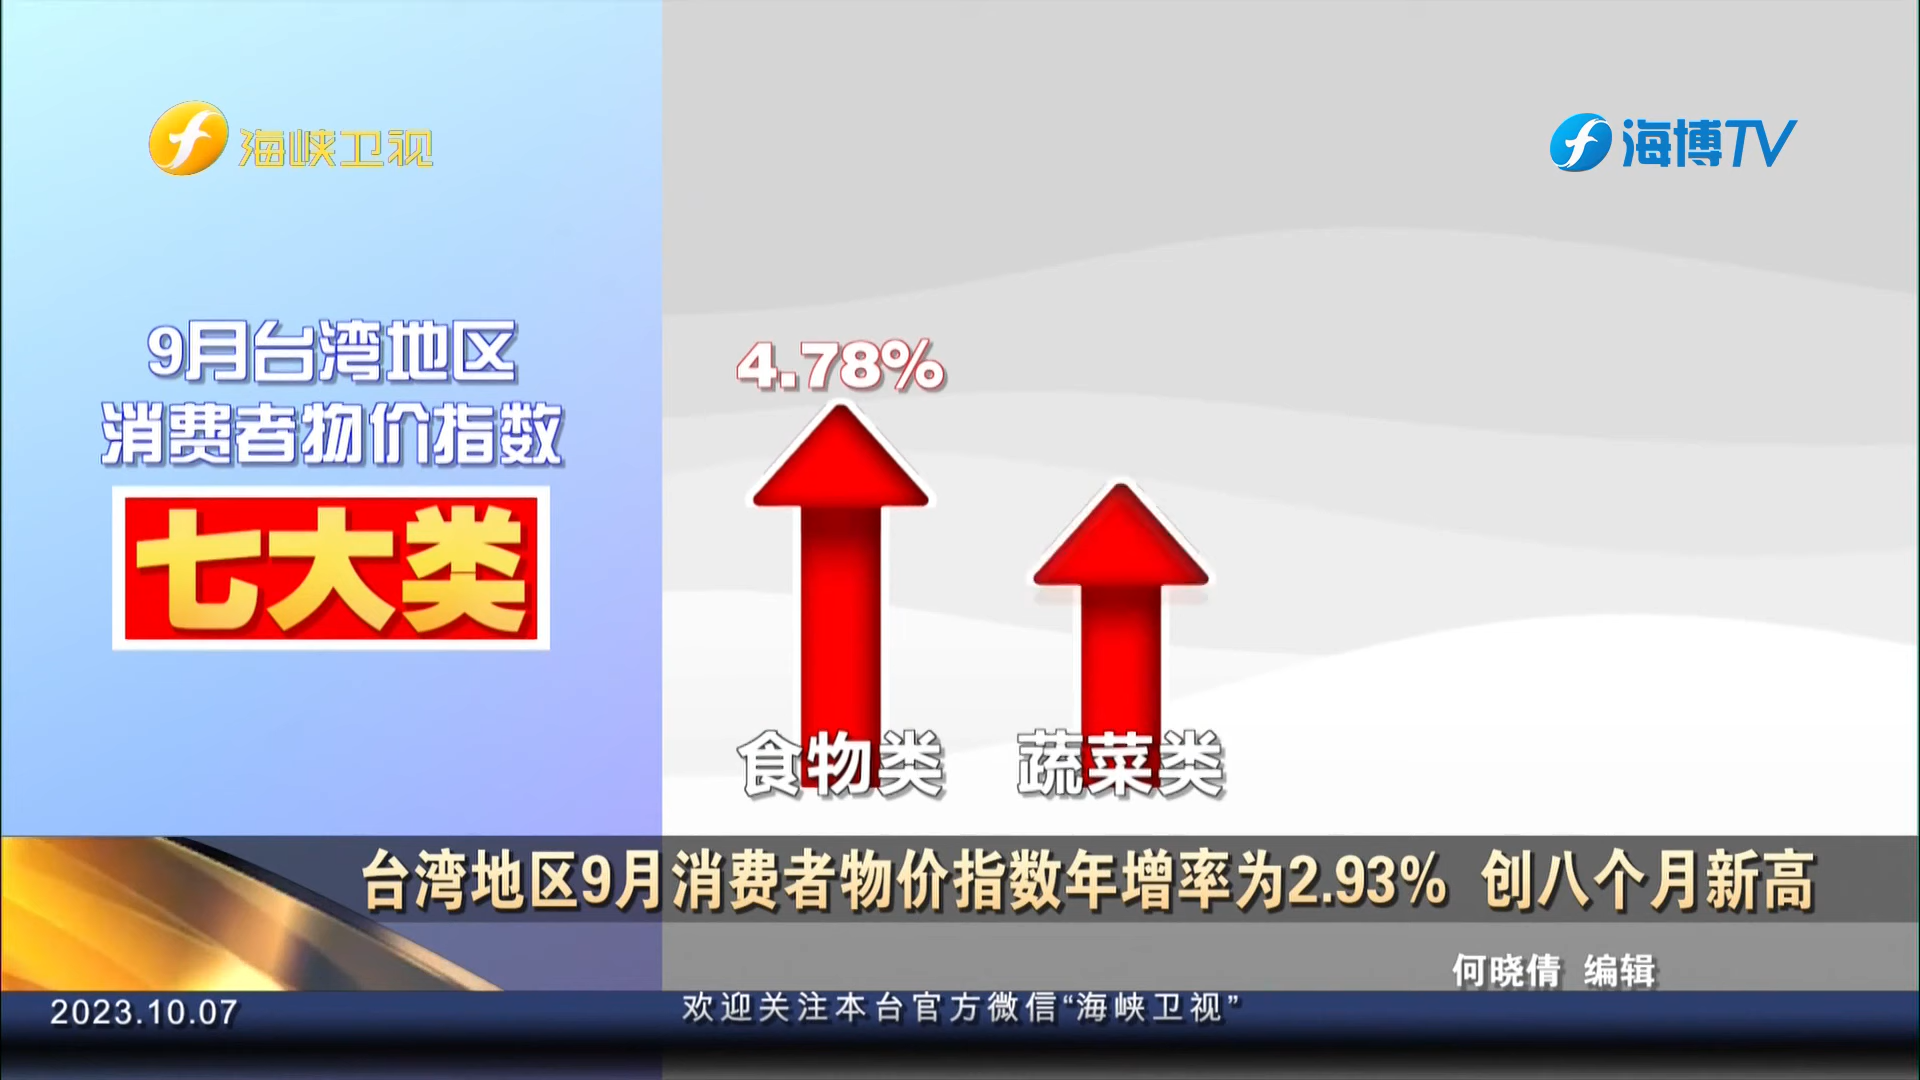 海峡卫视
海博TV
9月台湾地区
消费者物价指数
七大类
4.78%
食物类
蔬菜类
台湾地区9月消费者物价指数年增率为2.93% 创八个月新高
何晓倩 编辑
2023.10.07
欢迎关注本台官方微信“海峡卫视”